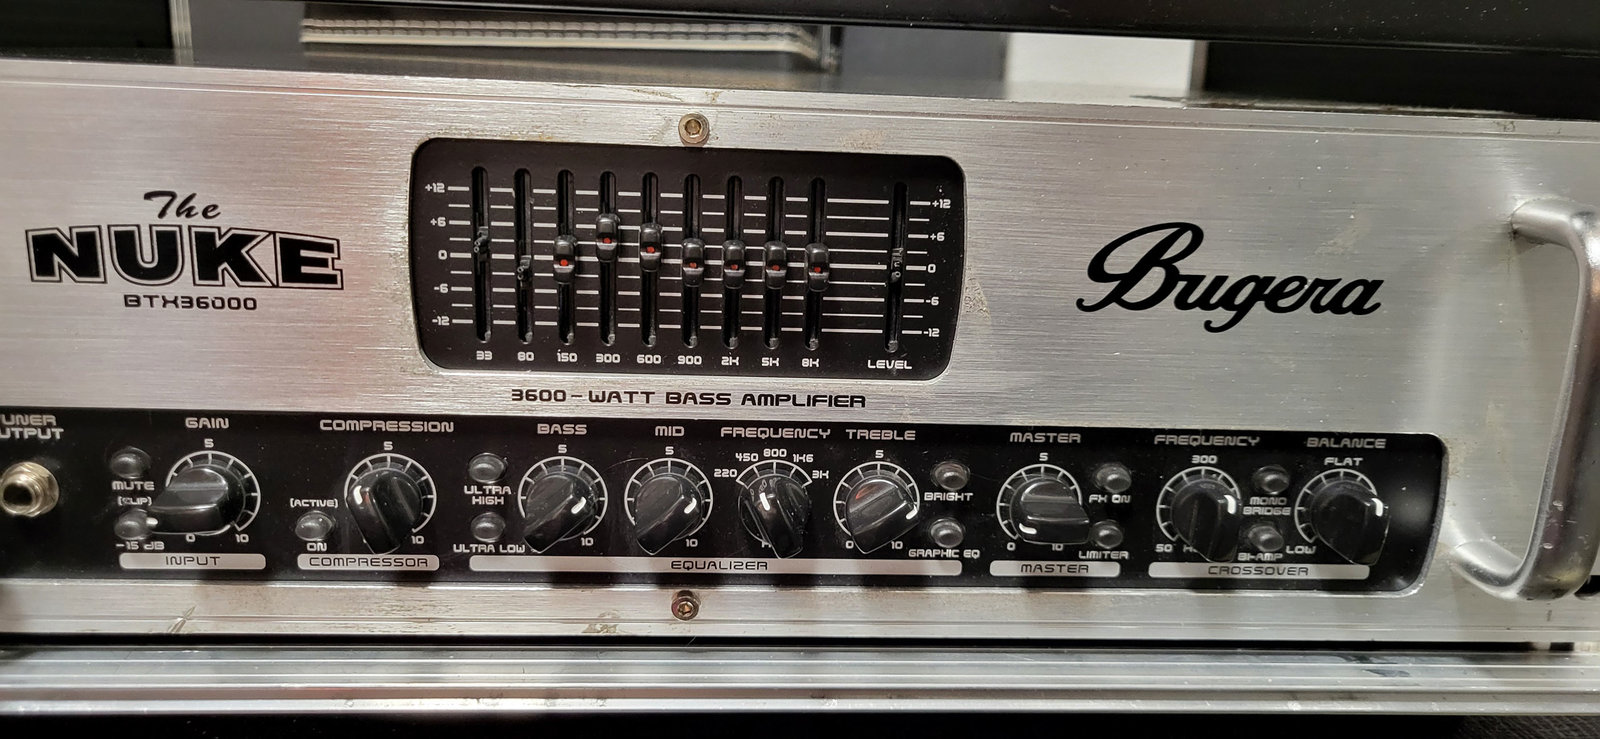 The
NUKE
BTX36000
+12
+6
0
-6
-12
+12
+6
0
-6
-12
33 80 150 300 600 900 2K 5K 8K LEVEL
Bugera
3600-WATT BASS AMPLIFIER
UNER
UTPUT
GAIN
5
0 10
MUTE
(CLIP)
-15 dB
INPUT
COMPRESSION
5
10
(ACTIVE)
ON
COMPRESSOR
ULTRA
HIGH
ULTRA LOW
BASS
5
10
MID
5
10
FREQUENCY
220 450 800 1K6 3K
TREBLE
5
0 10
BRIGHT
GRAPHIC EQ
EQUALIZER
MASTER
5
0 10
FX ON
LIMITER
MASTER
FREQUENCY
300
50
MONO
BRIDGE
BI-AMP
BALANCE
FLAT
LOW
CROSSOVER